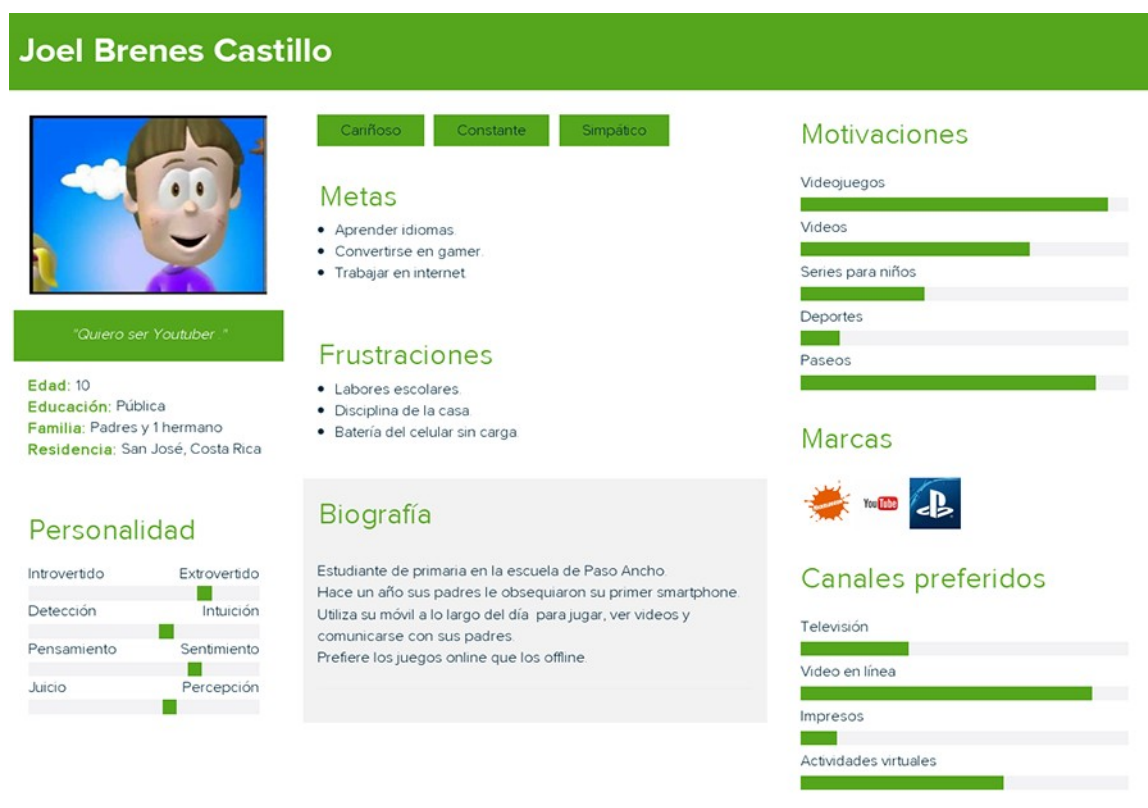 Joel Brenes Castillo
"Quiero ser Youtuber ."
Edad: 10
Educación: Pública
Familia: Padres y 1 hermano
Residencia: San José, Costa Rica
Personalidad
Introvertido Extrovertido
Detección Intuición
Pensamiento Sentimiento
Juicio Percepción
Cariñoso Constante Simpático
Metas
Aprender idiomas.
Convertirse en gamer.
Trabajar en internet.
Frustraciones
Labores escolares.
Disciplina de la casa.
Batería del celular sin carga.
Biografía
Estudiante de primaria en la escuela de Paso Ancho.
Hace un año sus padres le obsequiaron su primer smartphone.
Utiliza su móvil a lo largo del día para jugar, ver videos y
comunicarse con sus padres.
Prefiere los juegos online que los offline.
Motivaciones
Videojuegos
Videos
Series para niños
Deportes
Paseos
Marcas
YouTube
Canales preferidos
Televisión
Video en línea
Impresos
Actividades virtuales